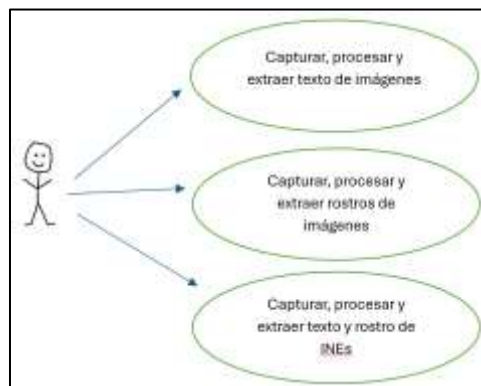 Capturar, procesar y
extraer texto de imágenes
Capturar, procesar y
extraer rostros de
imágenes
Capturar, procesar y
extraer texto y rostro de
INEs